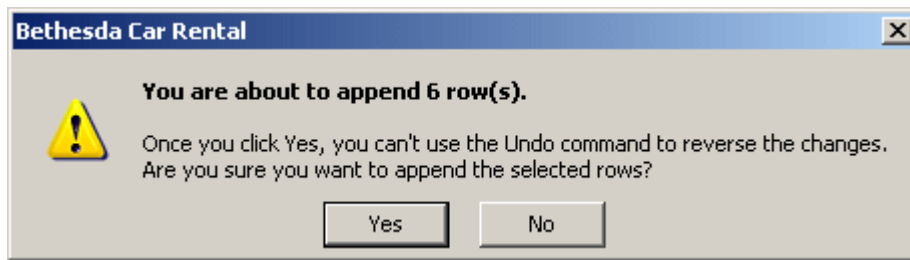 Bethesda Car Rental
You are about to append 6 row(s).
Once you click Yes, you can't use the Undo command to reverse the changes.
Are you sure you want to append the selected rows?
Yes No